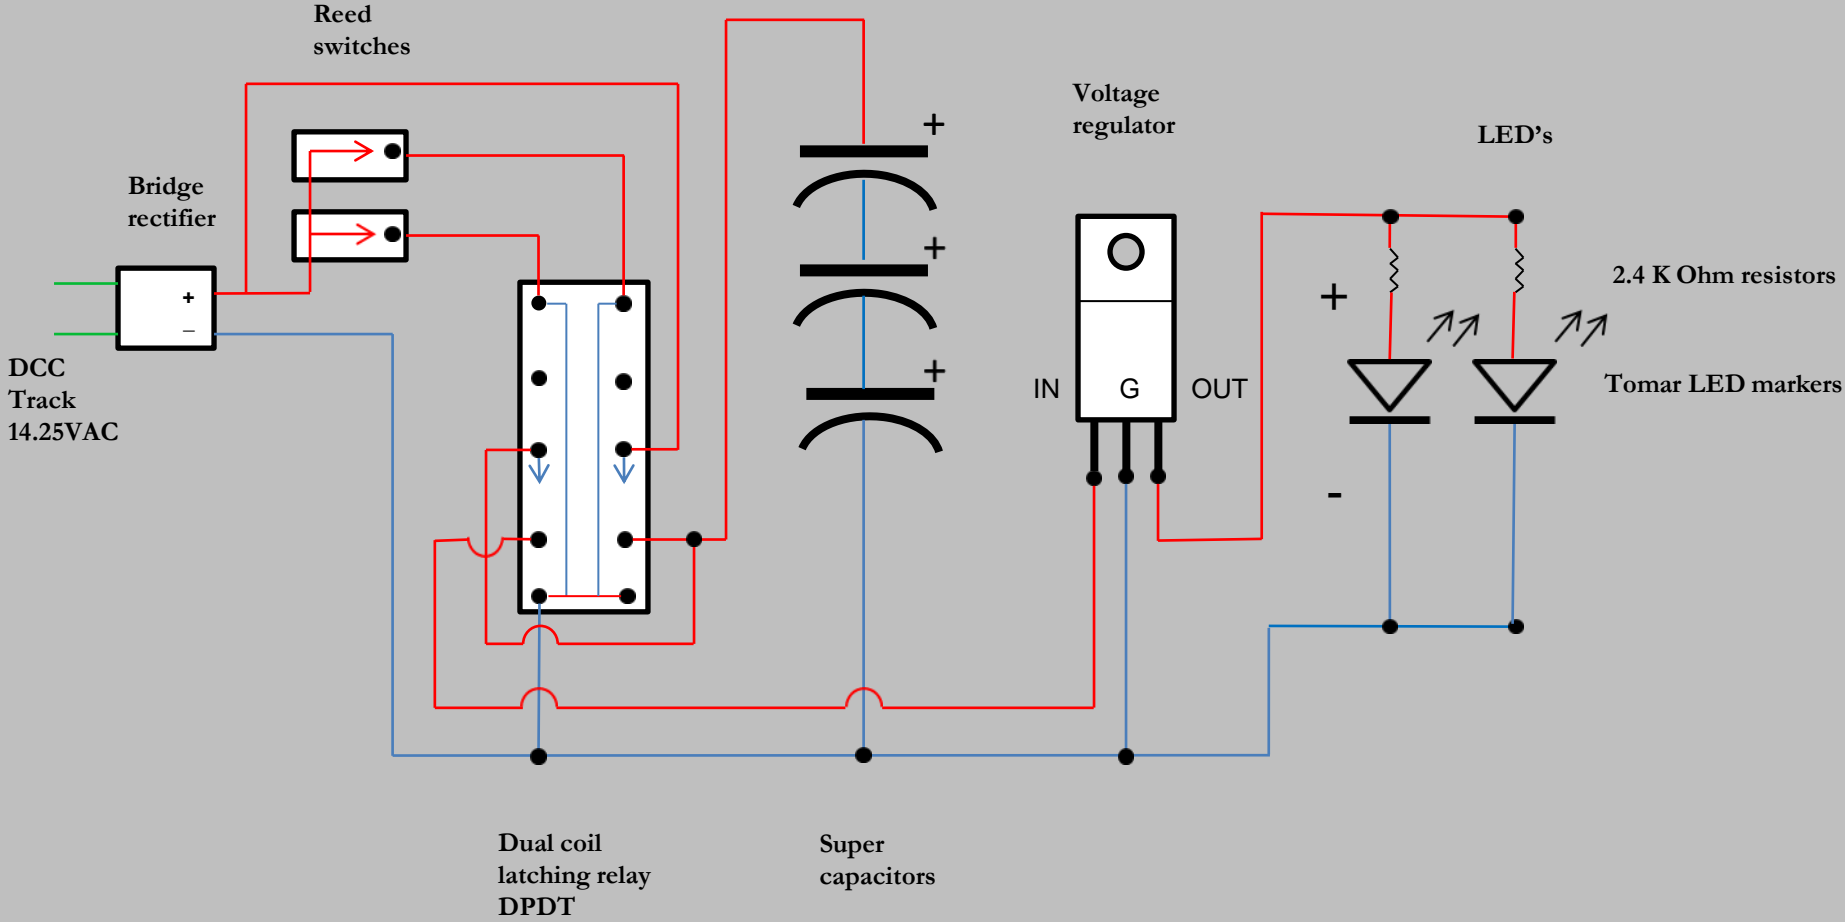 Reed
switches
Voltage
regulator
LED's
Bridge
rectifier
+
–
DCC
Track
14.25VAC
+
+
+
IN
G
OUT
+
-
2.4 K Ohm resistors
Tomar LED markers
Dual coil
latching relay
DPDT
Super
capacitors